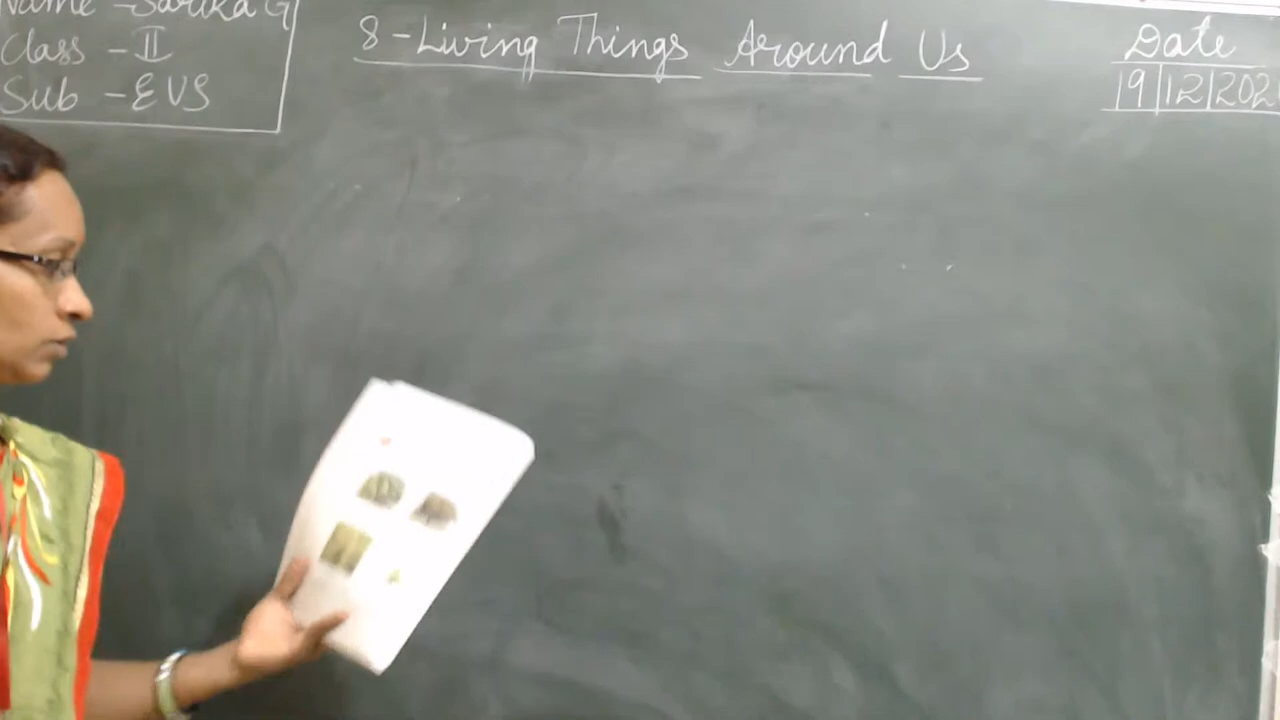 Name - Sarika G
Class - II
Sub - EVS
8 - Living Things Around Us
Date
19|12|202